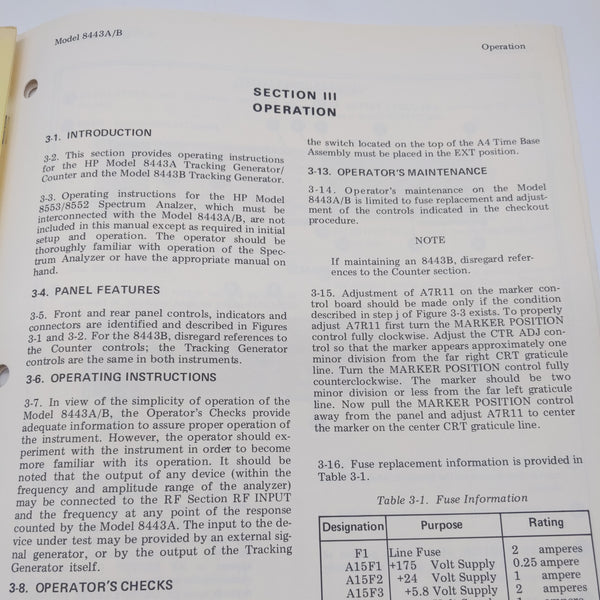 Model 8443A/B
Operation
SECTION III
OPERATION
3-1. INTRODUCTION
3-2. This section provides operating instructions
for the HP Model 8443A Tracking Generator/
Counter and the Model 8443B Tracking Generator.
3-3. Operating instructions for the HP Model
8553/8552 Spectrum Analzer, which must be
interconnected with the Model 8443A/B, are not
included in this manual except as required in initial
setup and operation. The operator should be
thoroughly familiar with operation of the Spec-
trum Analyzer or have the appropriate manual on
hand.
3-4. PANEL FEATURES
3-5. Front and rear panel controls, indicators and
connectors are identified and described in Figures
3-1 and 3-2. For the 8443B, disregard references to
the Counter controls; the Tracking Generator
controls are the same in both instruments.
3-6. OPERATING INSTRUCTIONS
3-7. In view of the simplicity of operation of the
Model 8443A/B, the Operator's Checks provide
adequate information to assure proper operation of
the instrument. However, the operator should ex-
periment with the instrument in order to become
more familiar with its operation. It should be
noted that the output of any device (within the
frequency and amplitude range of the analyzer)
may be connected to the RF Section RF INPUT
and the frequency at any point of the response
counted by the Model 8443A. The input to the de-
vice under test may be provided by an external sig-
nal generator, or by the output of the Tracking
Generator itself.
3-8. OPERATOR'S CHECKS
the switch located on the top of the A4 Time Base
Assembly must be placed in the EXT position.
3-13. OPERATOR'S MAINTENANCE
3-14. Operator's maintenance on the Model
8443A/B is limited to fuse replacement and adjust-
ment of the controls indicated in the checkout
procedure.
NOTE
If maintaining an 8443B, disregard refer-
ences to the Counter section.
3-15. Adjustment of A7R11 on the marker con-
trol board should be made only if the condition
described in step j of Figure 3-3 exists. To properly
adjust A7R11 first turn the MARKER POSITION
control fully clockwise. Adjust the CTR ADJ con-
trol so that the marker appears approximately one
minor division from the far right CRT graticule
line. Turn the MARKER POSITION control fully
counterclockwise. The marker should be two
minor division or less from the far left graticule
line. Now pull the MARKER POSITION control
away from the panel and adjust A7R11 to center
the marker on the center CRT graticule line.
3-16. Fuse replacement information is provided in
Table 3-1.
Table 3-1. Fuse Information
Designation Purpose Rating
F1 Line Fuse 2 amperes
A15F1 +175 Volt Supply 0.25 ampere
A15F2 +24 Volt Supply 1 ampere
A15F3 +5.8 Volt Supply 2 amperes